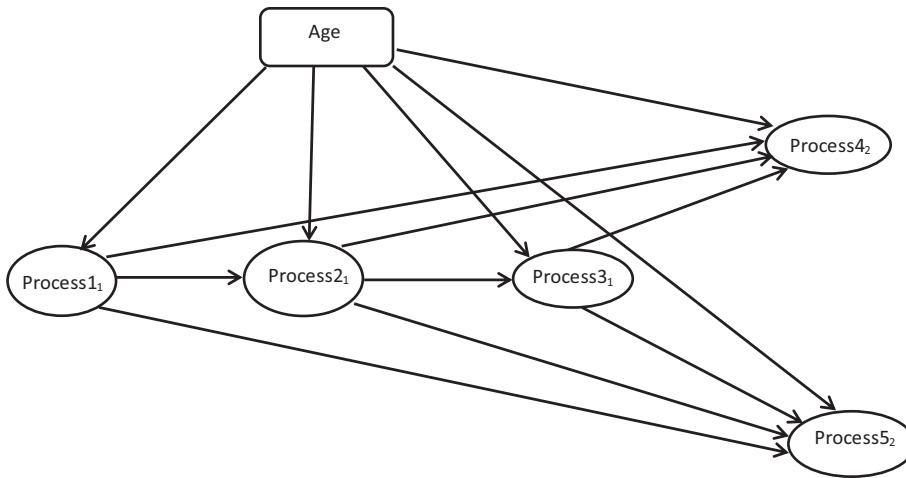 Age
Process4₂
Process1₁
Process2₁
Process3₁
Process5₂